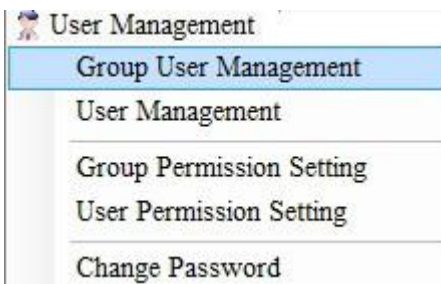 User Management
Group User Management
User Management
Group Permission Setting
User Permission Setting
Change Password